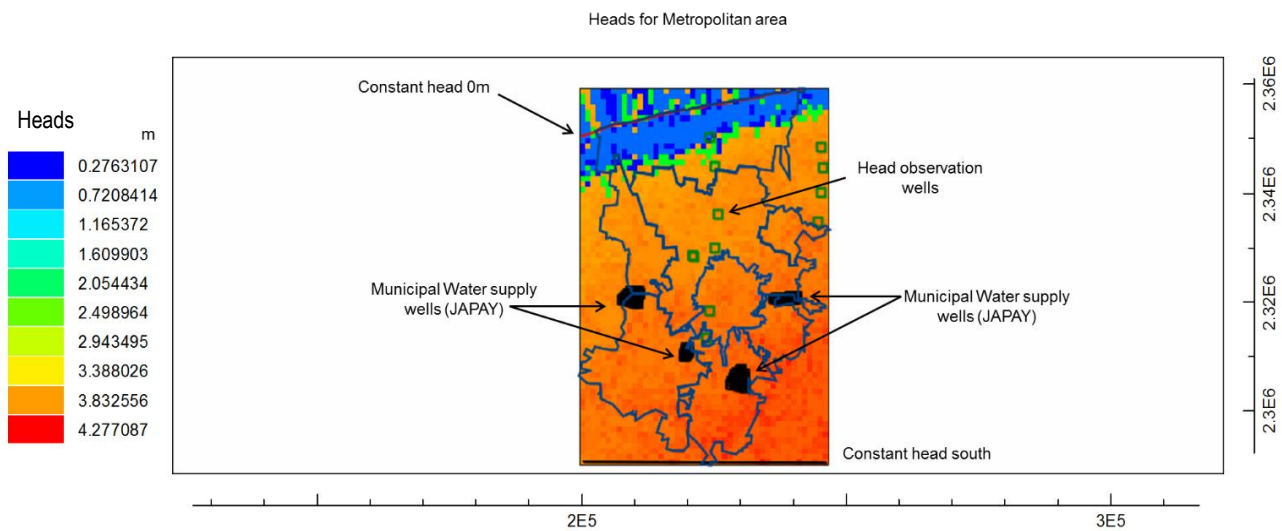 Heads for Metropolitan area
Constant head 0m
Heads
m
0.2763107
0.7208414
1.165372
1.609903
2.054434
2.498964
2.943495
3.388026
3.832556
4.277087
Head observation
wells
Municipal Water supply
wells (JAPAY)
Municipal Water supply
wells (JAPAY)
Constant head south
2.36E6
2.34E6
2.32E6
2.3E6
2E5
3E5